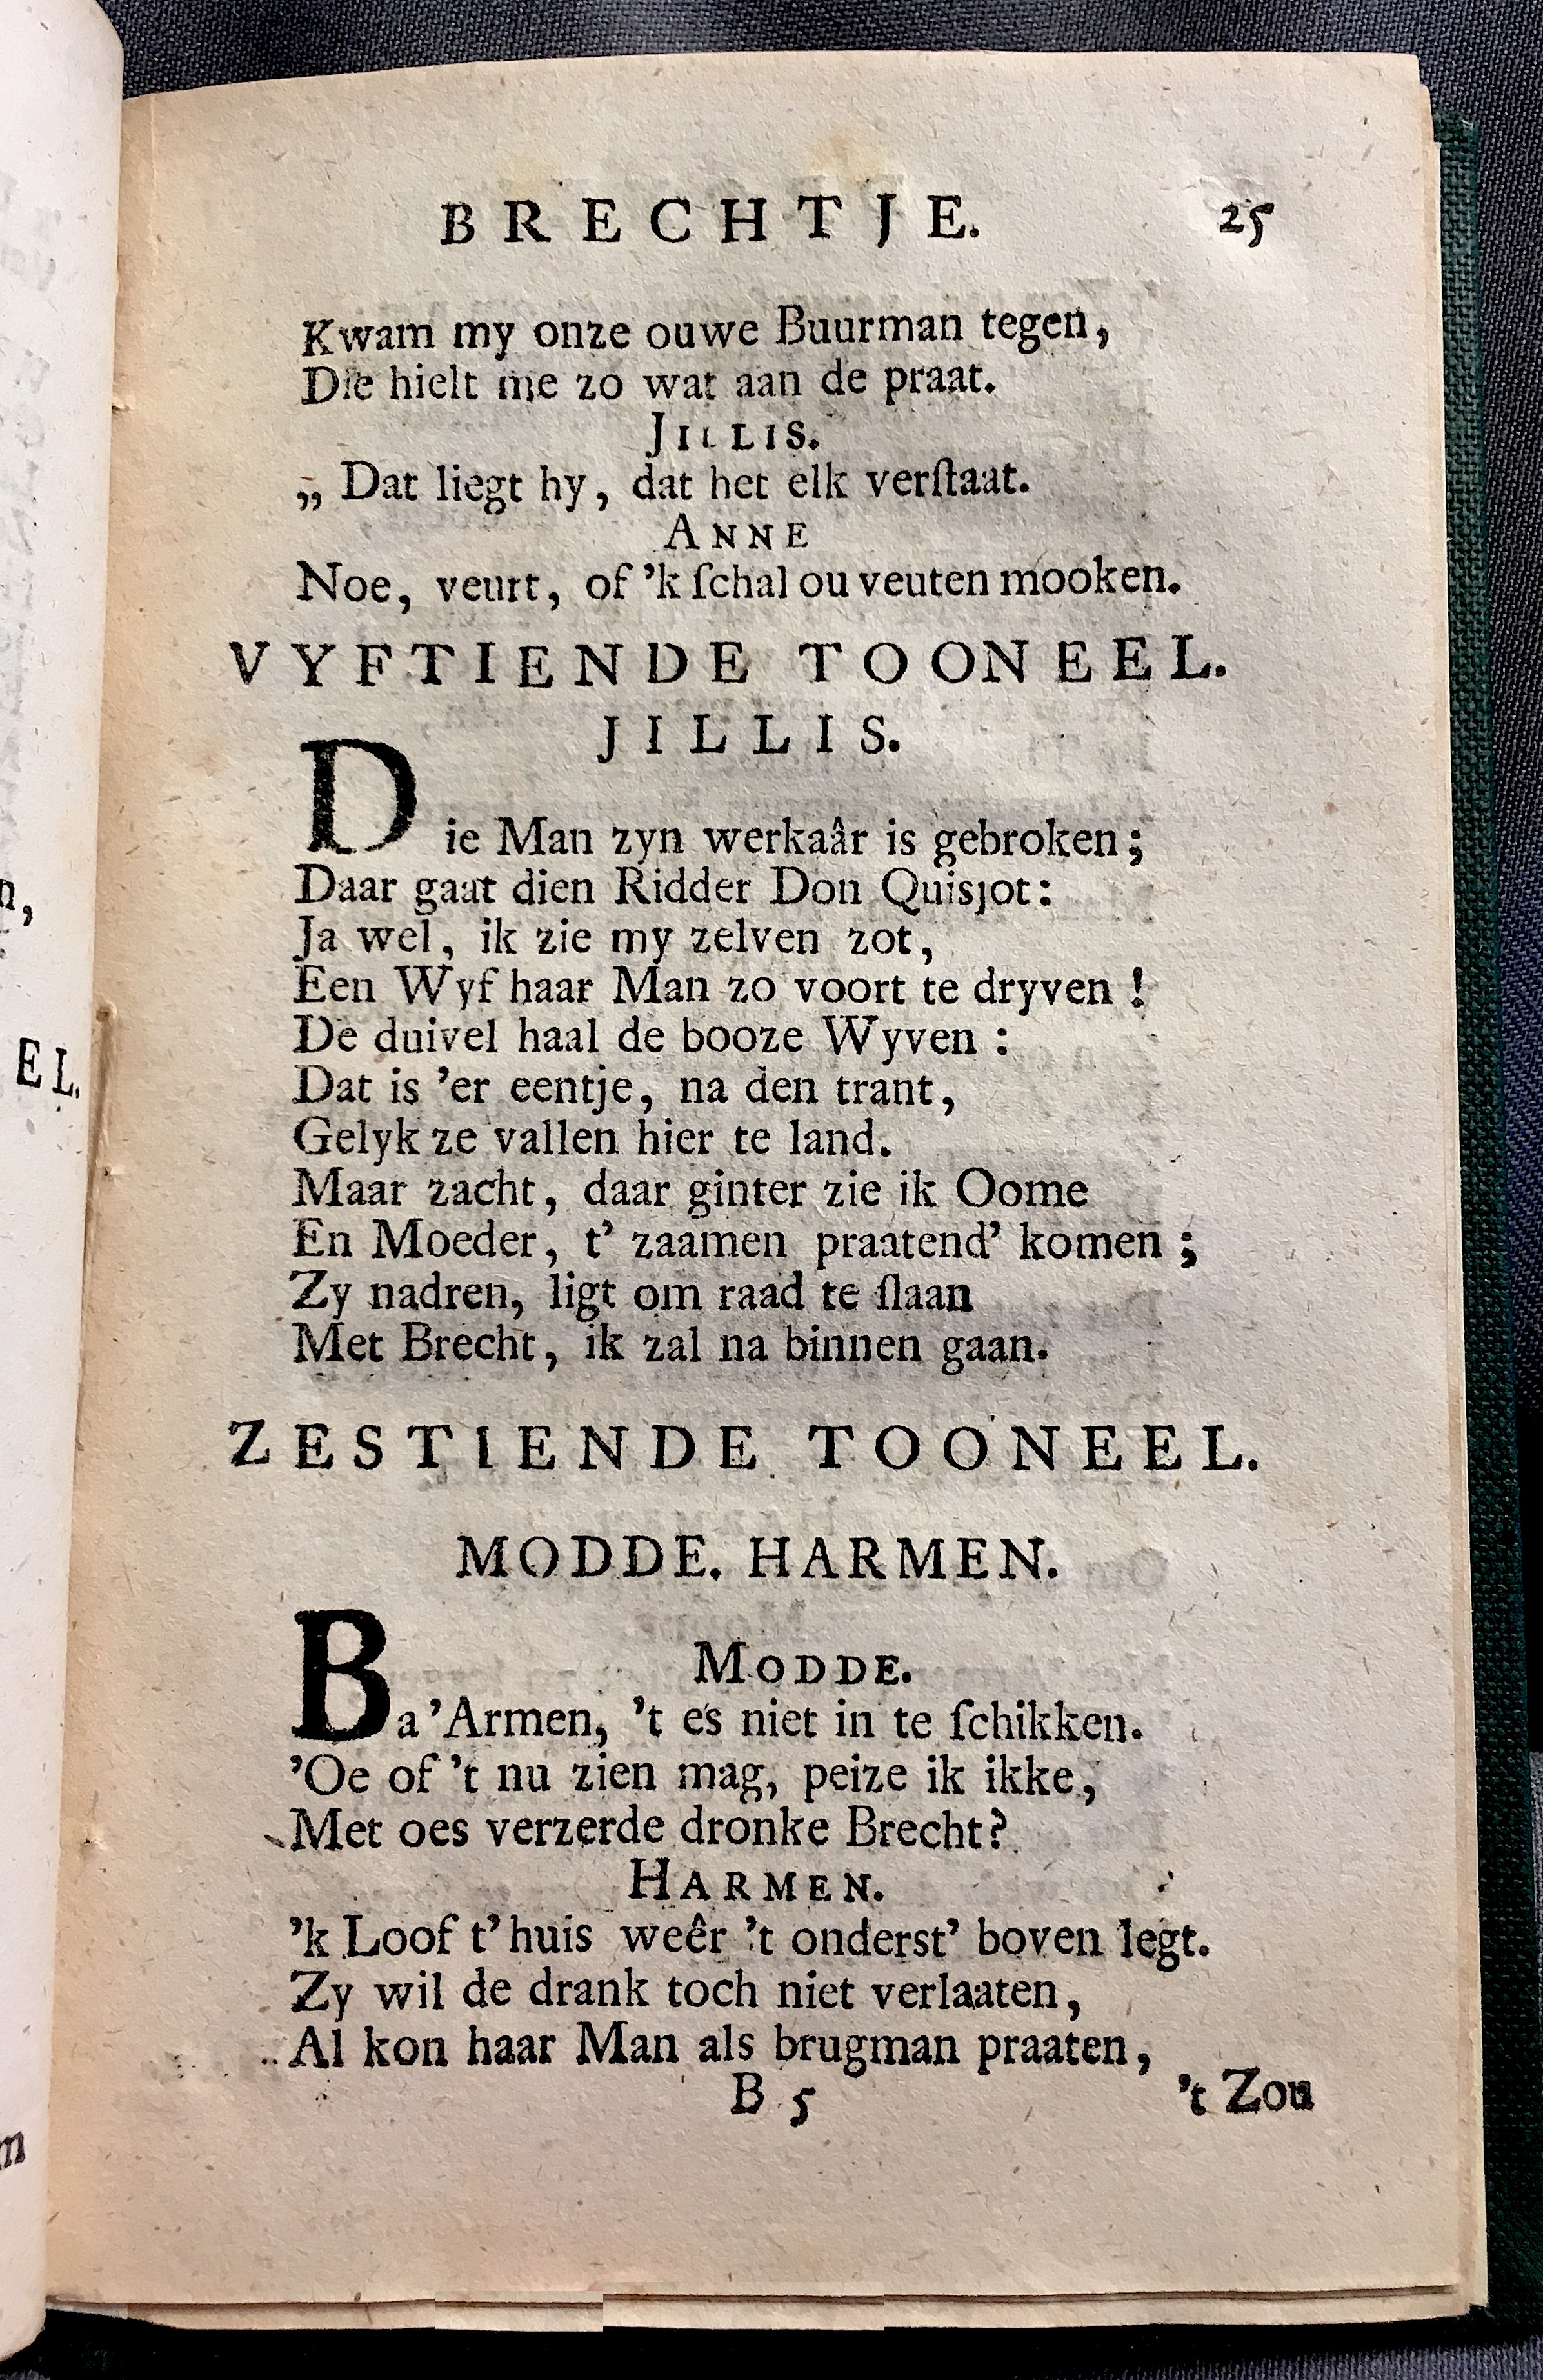 BRECHTJE. 25
Kwam my onze ouwe Buurman tegen,
Die hielt me zo wat aan de praat.
JILLIS.
„ Dat liegt hy, dat het elk verſtaat.
ANNE
Noe, veurt, of 'k ſchal ou veuten mooken.
VYFTIENDE TOONEEL.
JILLIS.
Die Man zyn werkaâr is gebroken;
Daar gaat dien Ridder Don Quisjot:
Ja wel, ik zie my zelven zot,
Een Wyf haar Man zo voort te dryven!
De duivel haal de booze Wyven:
Dat is 'er eentje, na den trant,
Gelyk ze vallen hier te land.
Maar zacht, daar ginter zie ik Oome
En Moeder, t' zaamen praatend' komen;
Zy nadren, ligt om raad te ſlaan
Met Brecht, ik zal na binnen gaan.
ZESTIENDE TOONEEL.
MODDE. HARMEN.
MODDE.
Ba 'Armen, 't es niet in te ſchikken.
'Oe of 't nu zien mag, peize ik ikke,
Met oes verzerde dronke Brecht?
HARMEN.
'k Loof t'huis weêr 't onderst' boven legt.
Zy wil de drank toch niet verlaaten,
Al kon haar Man als brugman praaten,
B 5 't Zou
n,
EL.
m